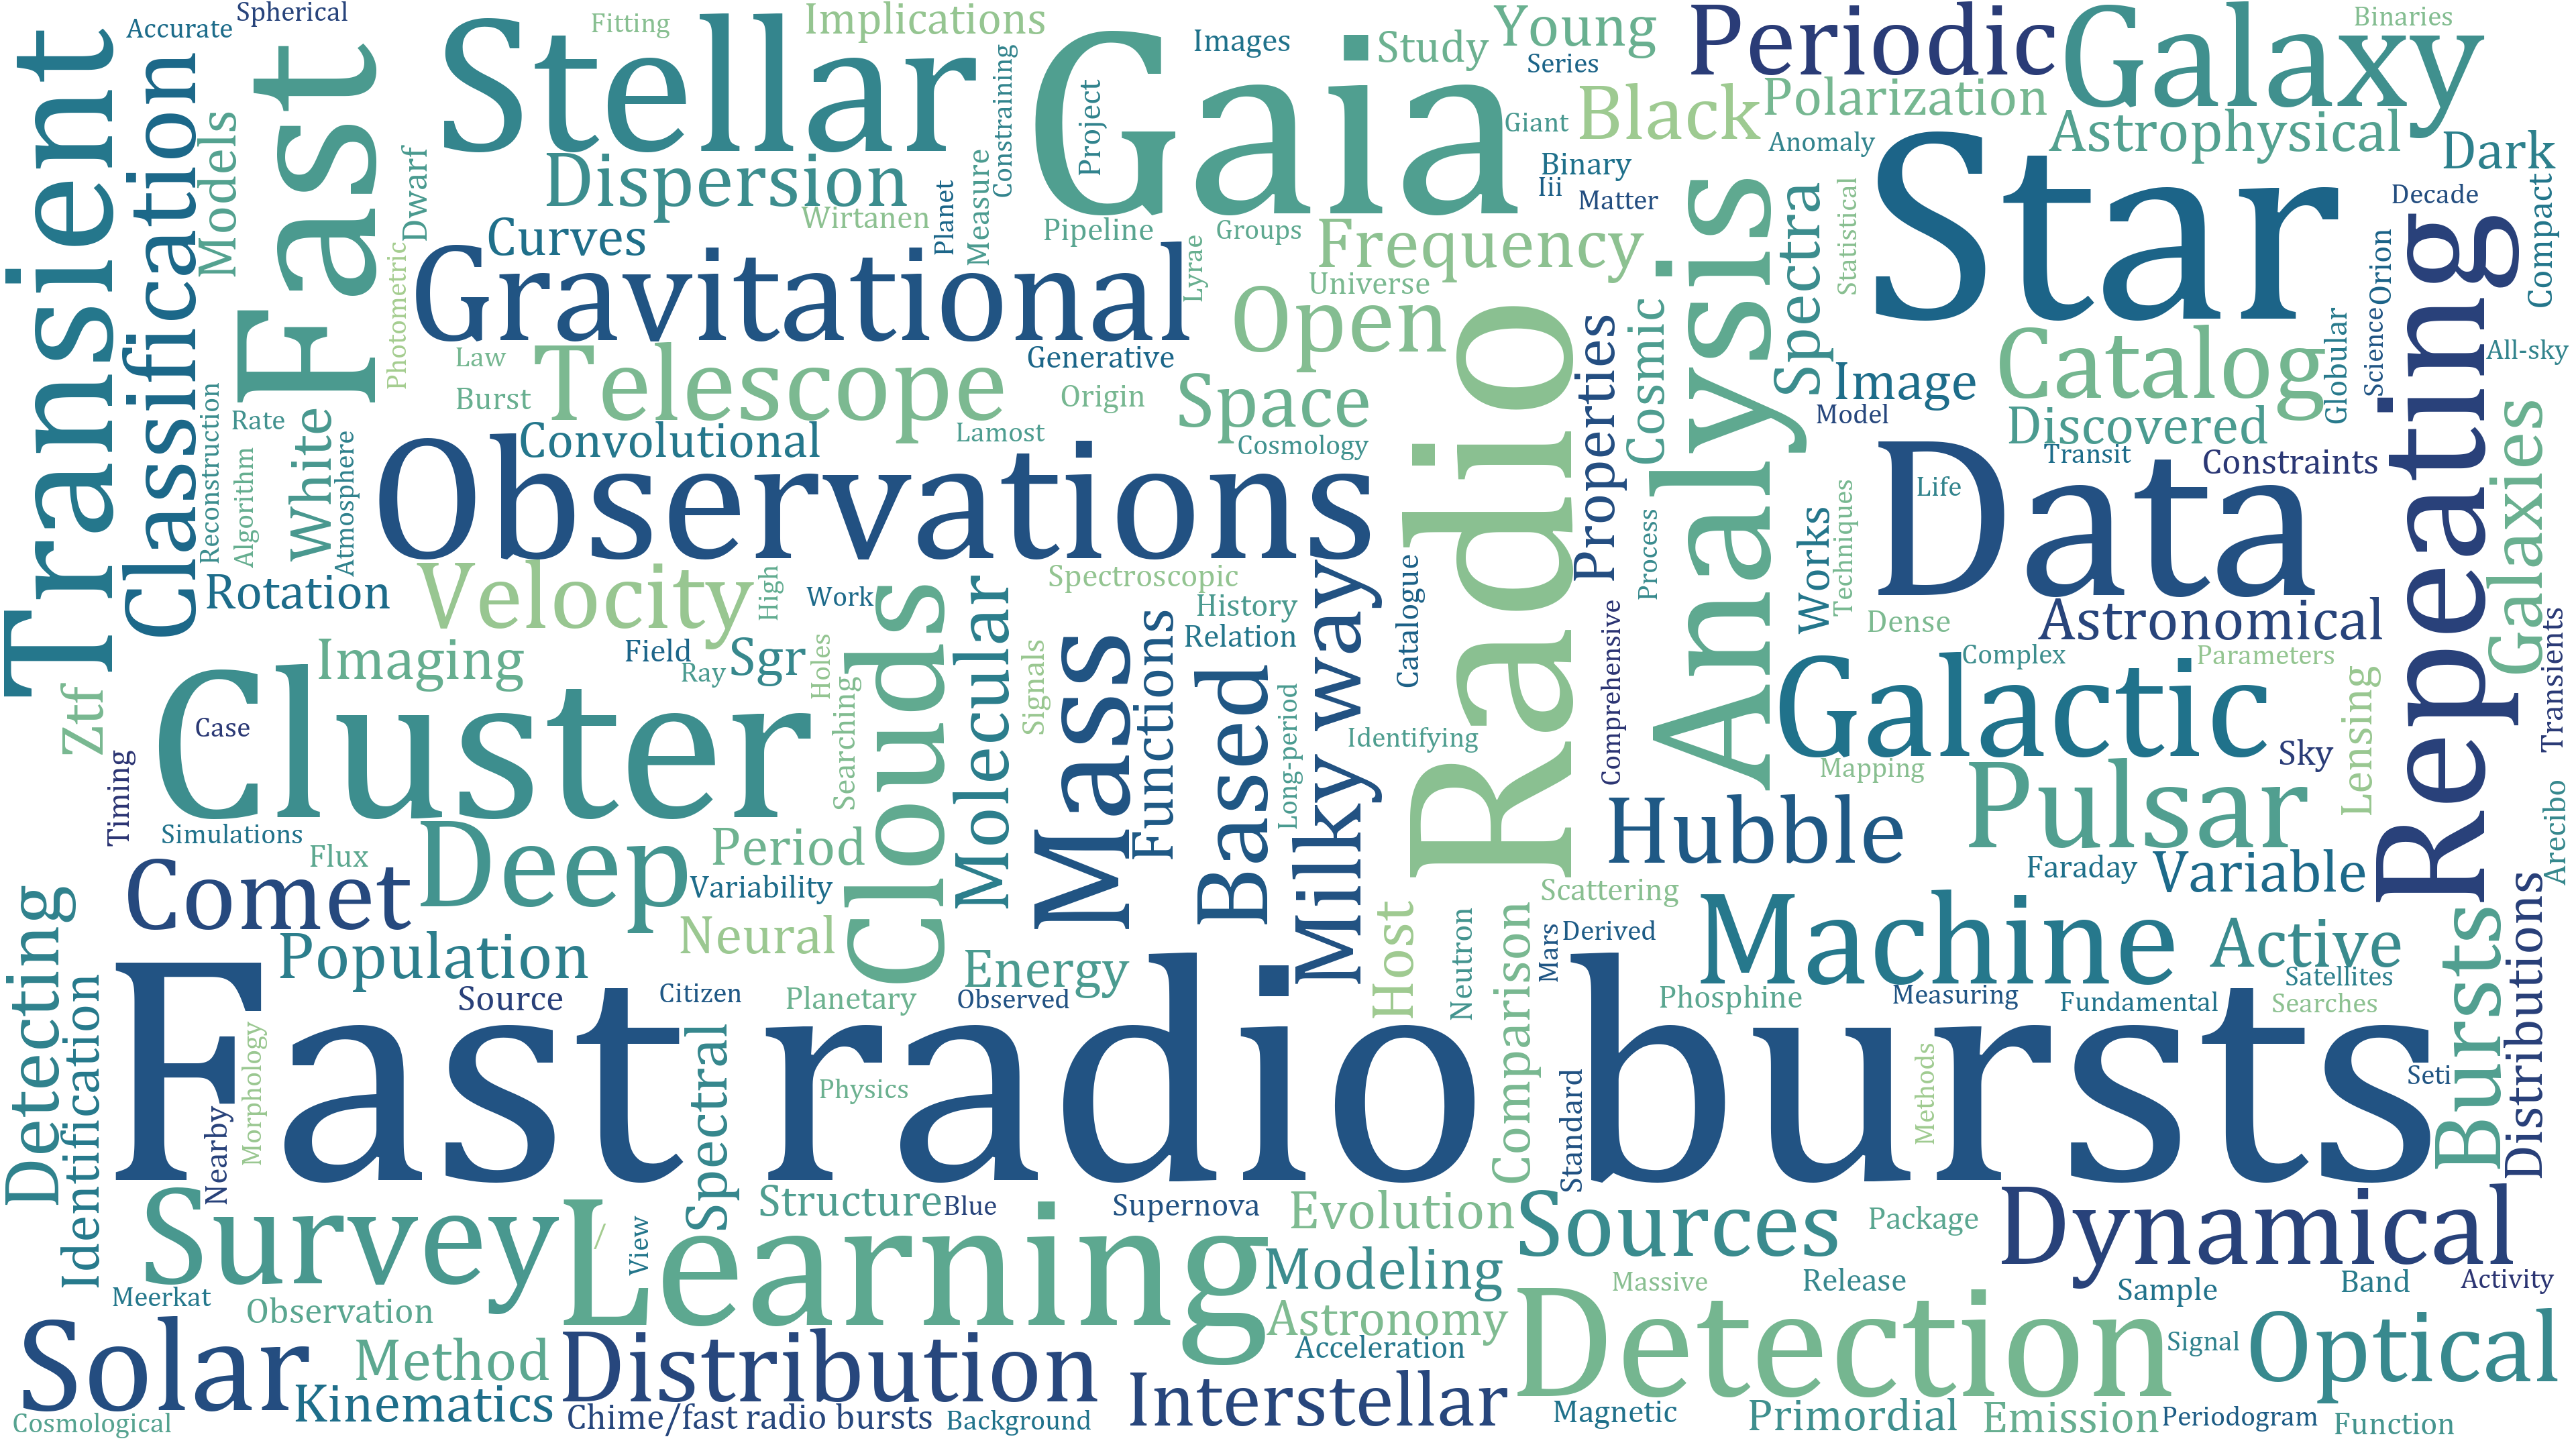 Transient
Accurate
Spherical
Classification
Models
Fast
Stellar
Fitting
Implications
Constraining
Project
Gaia
Images
Study
Young
Series
Periodic
Galaxy
Binaries
Giant
Black
Polarization
Astrophysical
Anomaly
Dark
Dwarf
Dispersion
Measure
Binary
Iii
Matter
Star
Decade
Compact
Wirtanen
Planet
Curves
Pipeline
Groups
Frequency
Analysis
Spectra
Statistical
Photometric
Gravitational
Lyrae
Universe
Open
Cosmic
Properties
Orion
Science
Repeating
All-sky
Law
Telescope
Generative
Origin
Space
Radio
Image
Catalog
Globular
Burst
Reconstruction
Rate
White
Convolutional
Lamost
Cosmology
Model
Discovered
Galaxies
Algorithm
Atmosphere
Observations
Data
Transit
Constraints
Life
Rotation
Velocity
High
Work
Clouds
Molecular
Spectroscopic
History
Relation
Milky way
Catalogue
Process
Works
Techniques
Dense
Astronomical
Imaging
Field
Ray
Sgr
Holes
Searching
Signals
Mass
Functions
Based
Long-period
Identifying
Comprehensive
Complex
Parameters
Galactic
Sky
Lensing
Transients
Ztf
Case
Cluster
Timing
Mapping
Pulsar
Arecibo
Simulations
Flux
Deep
Period
Variability
Hubble
Faraday
Variable
Comet
Neural
Scattering
Host
Neutron
Comparison
Derived
Mars
Machine
Active
Detecting
Identification
Population
Source
Citizen
Planetary
Energy
Observed
Phosphine
Measuring
Fundamental
Satellites
Searches
Bursts
Distributions
Fast radio bursts
Morphology
Nearby
Spectral
Physics
Standard
Methods
Seti
Survey
/
View
Learning
Structure
Blue
Supernova
Evolution
Sources
Package
Dynamical
Meerkat
Observation
Modeling
Massive
Release
Sample
Band
Activity
Solar
Method
Astronomy
Acceleration
Detection
Signal
Optical
Cosmological
Kinematics
Distribution
Chime/fast radio bursts
Background
Interstellar
Magnetic
Primordial
Emission
Periodogram
Function